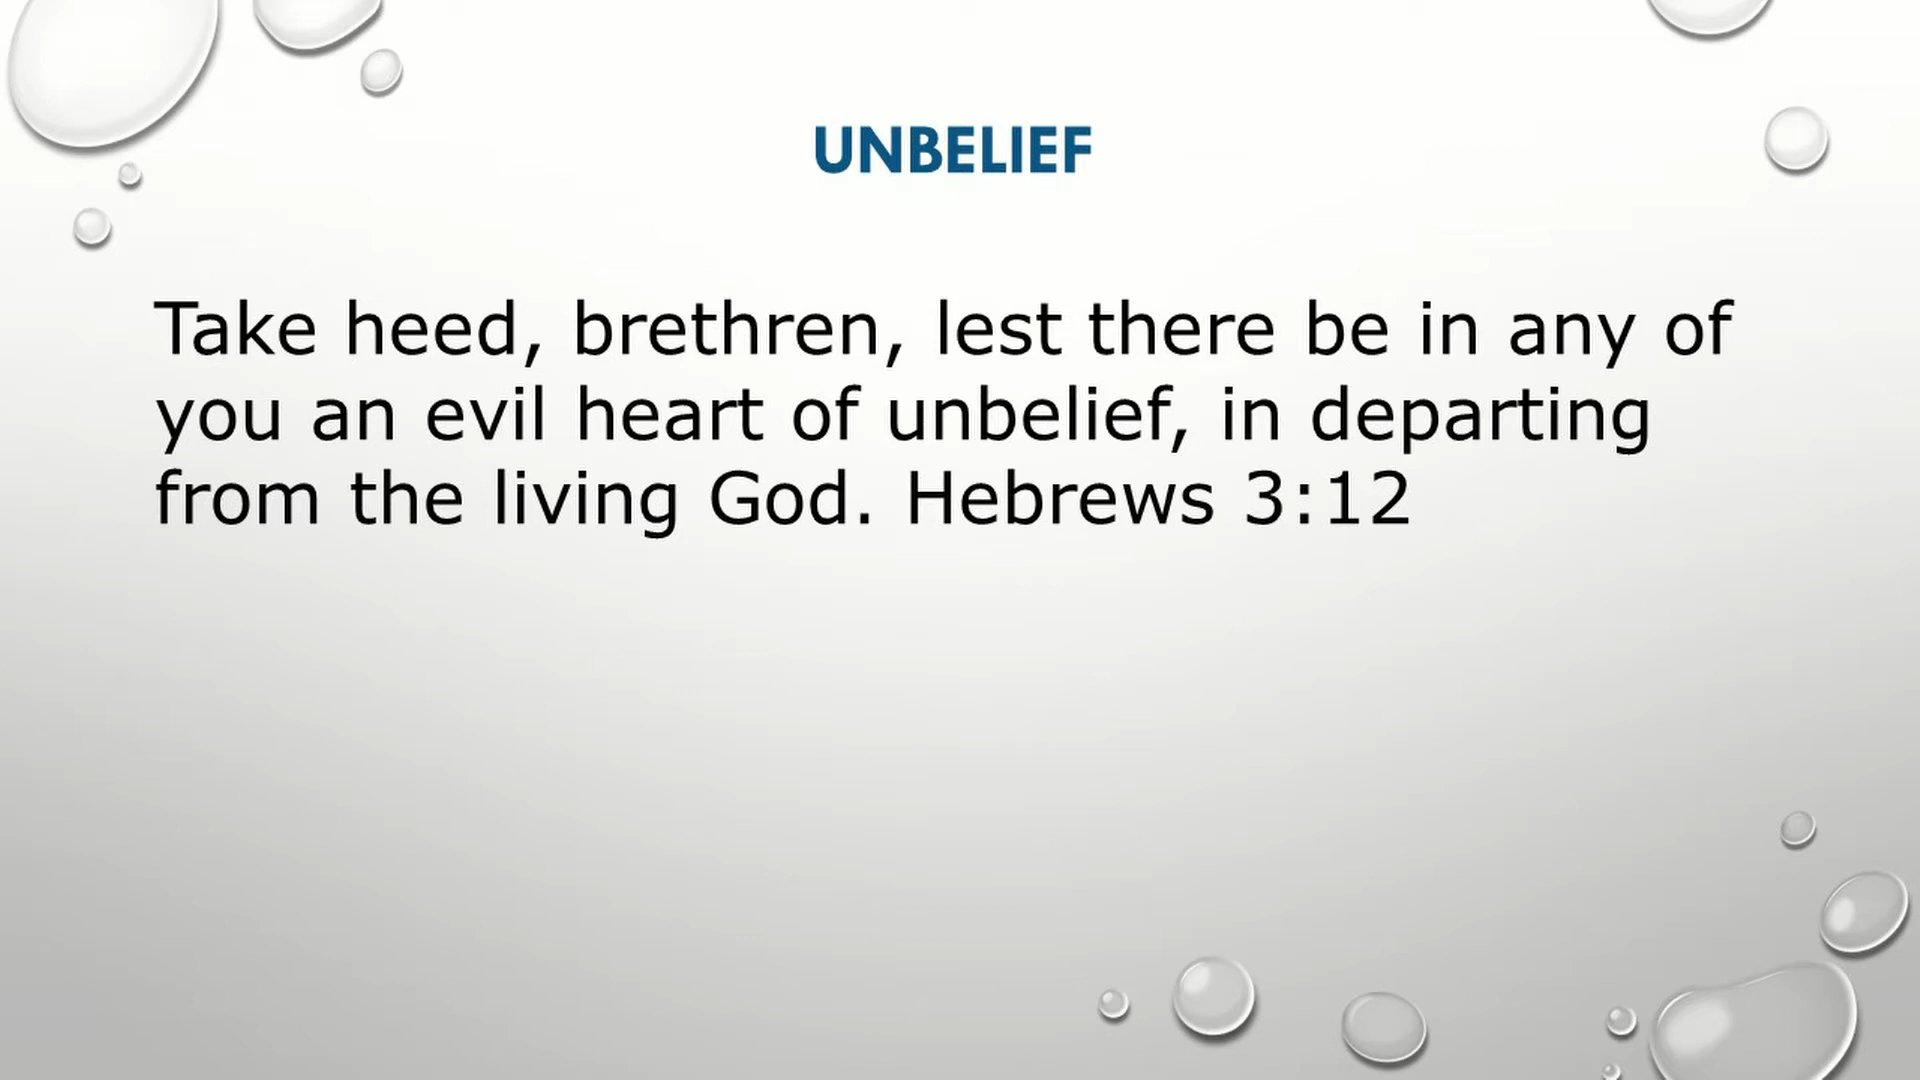 UNBELIEF
Take heed, brethren, lest there be in any of
you an evil heart of unbelief, in departing
from the living God. Hebrews 3:12